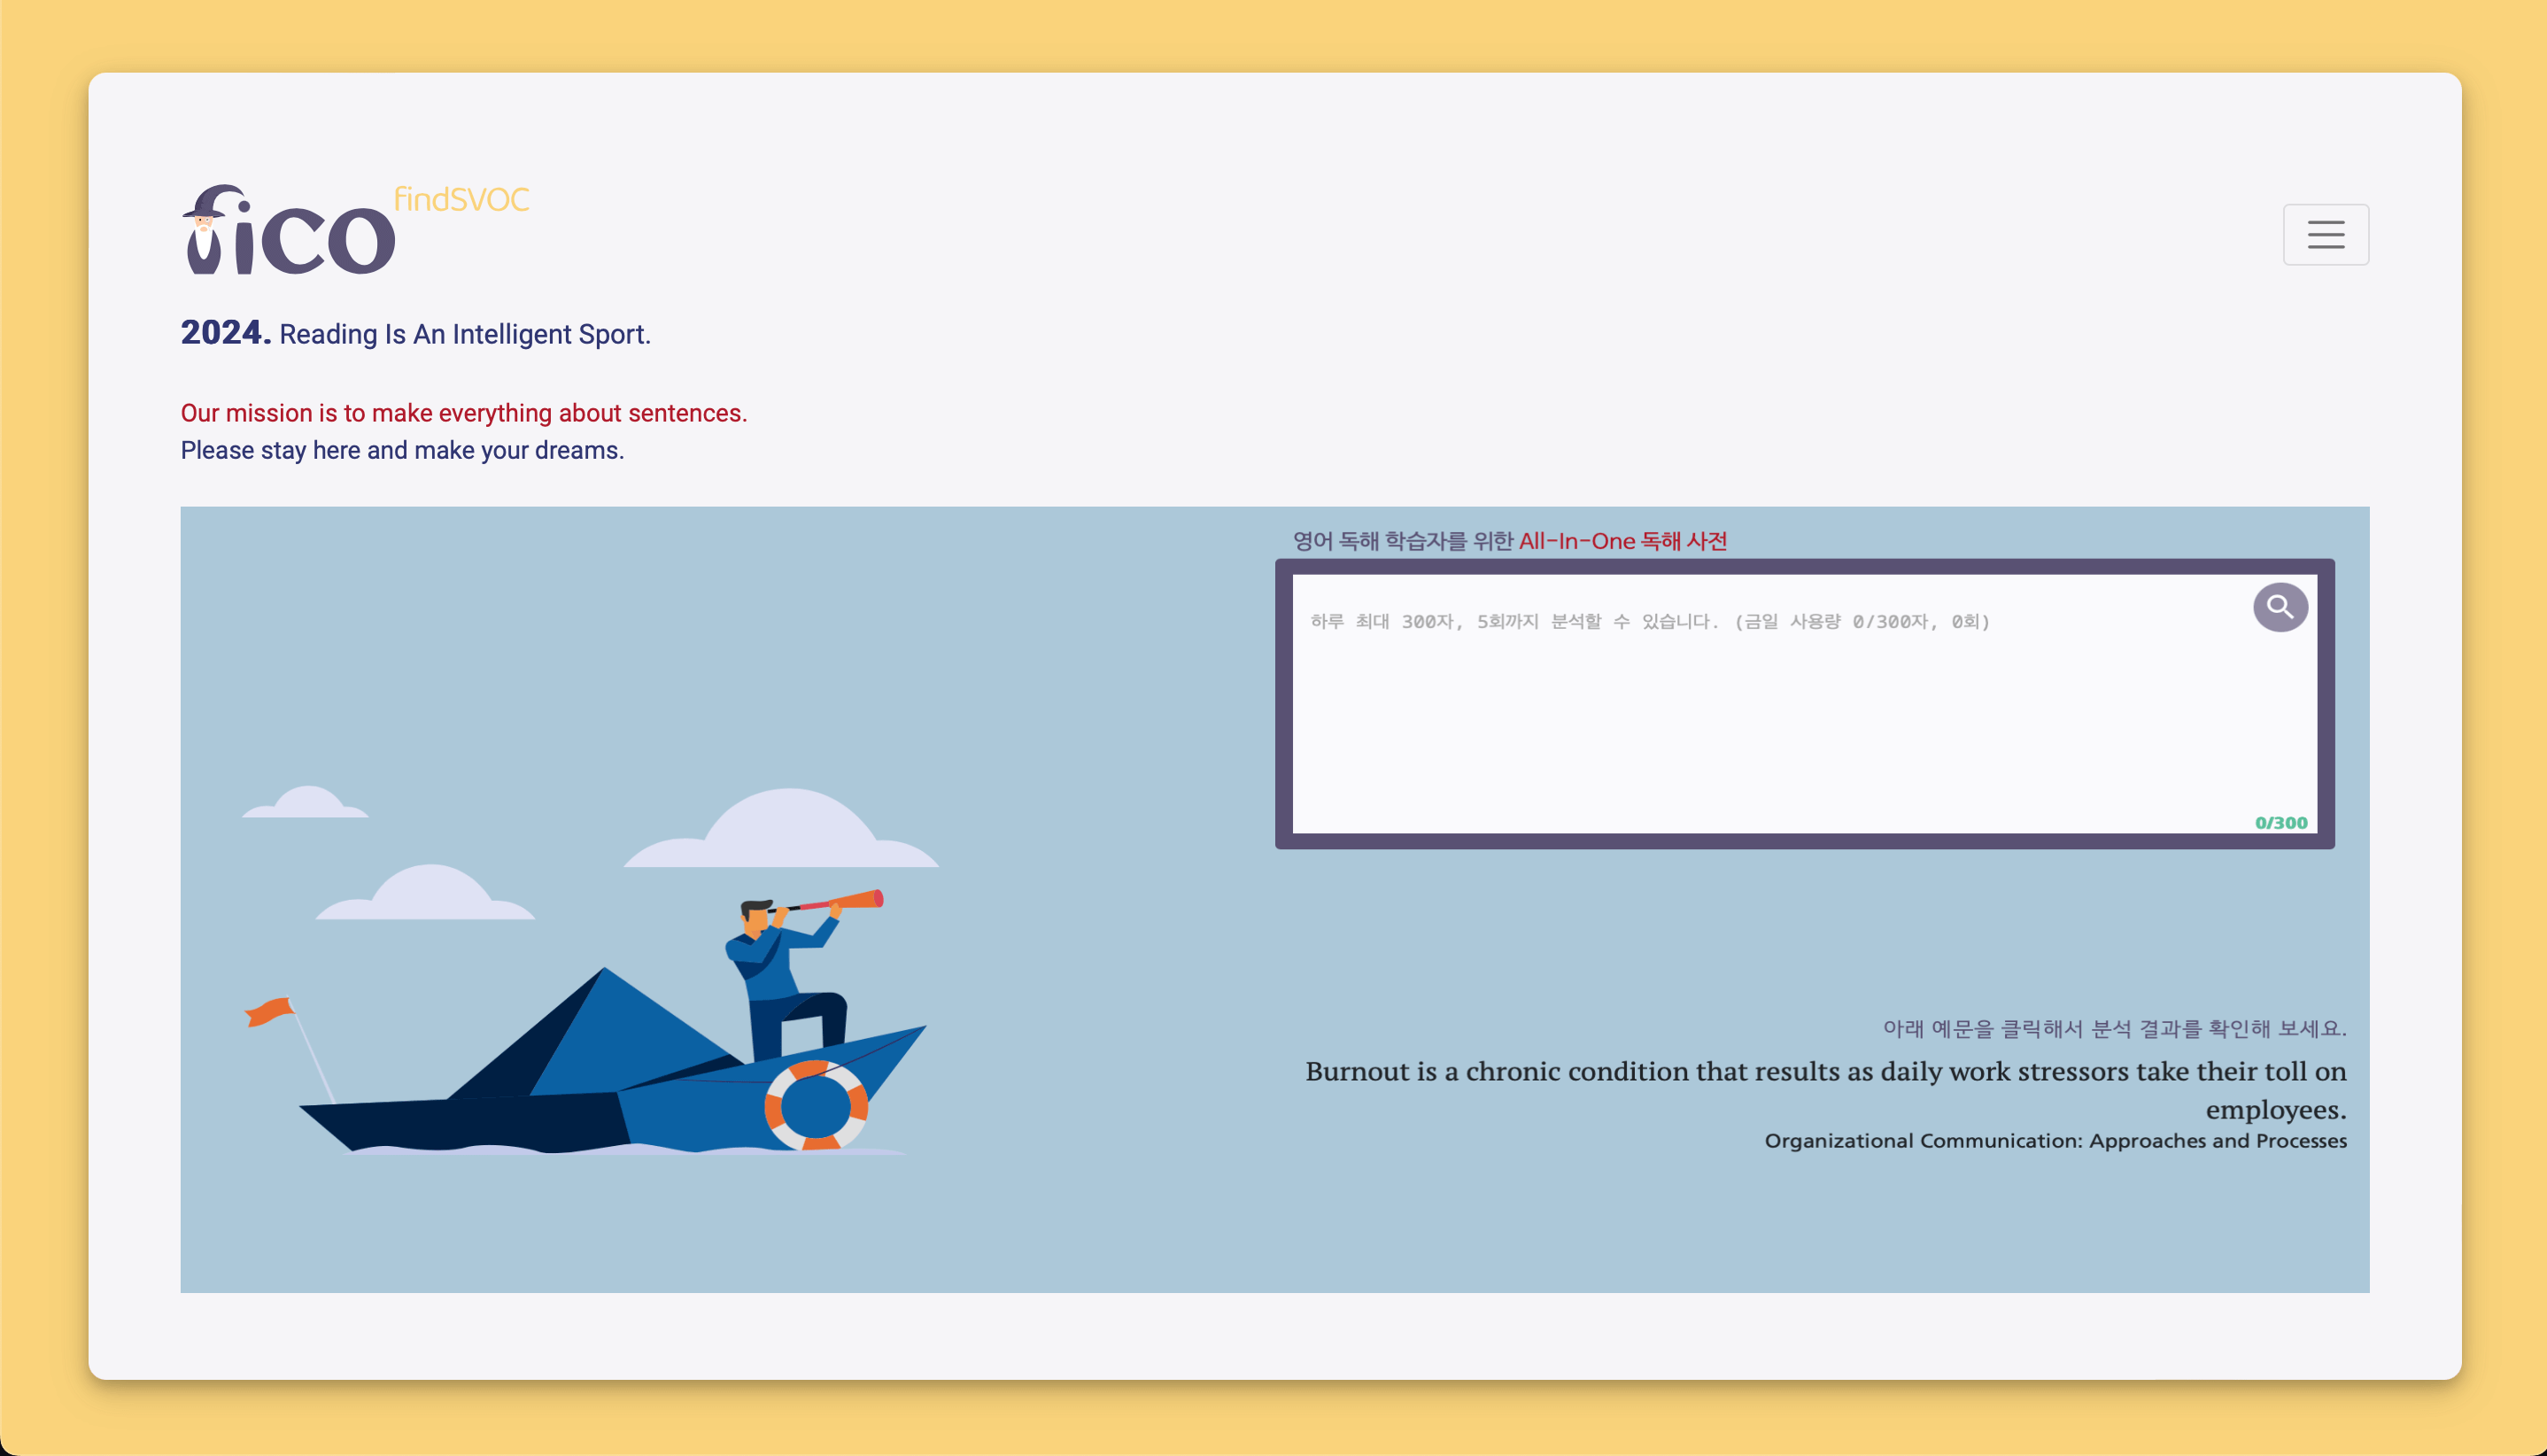 fico findSVOC
2024. Reading Is An Intelligent Sport.
Our mission is to make everything about sentences.
Please stay here and make your dreams.
영어 독해 학습자를 위한 All-In-One 독해 사전
하루 최대 300자, 5회까지 분석할 수 있습니다. (금일 사용량 0/300자, 0회)
0/300
아래 예문을 클릭해서 분석 결과를 확인해 보세요.
Burnout is a chronic condition that results as daily work stressors take their toll on
employees.
Organizational Communication: Approaches and Processes